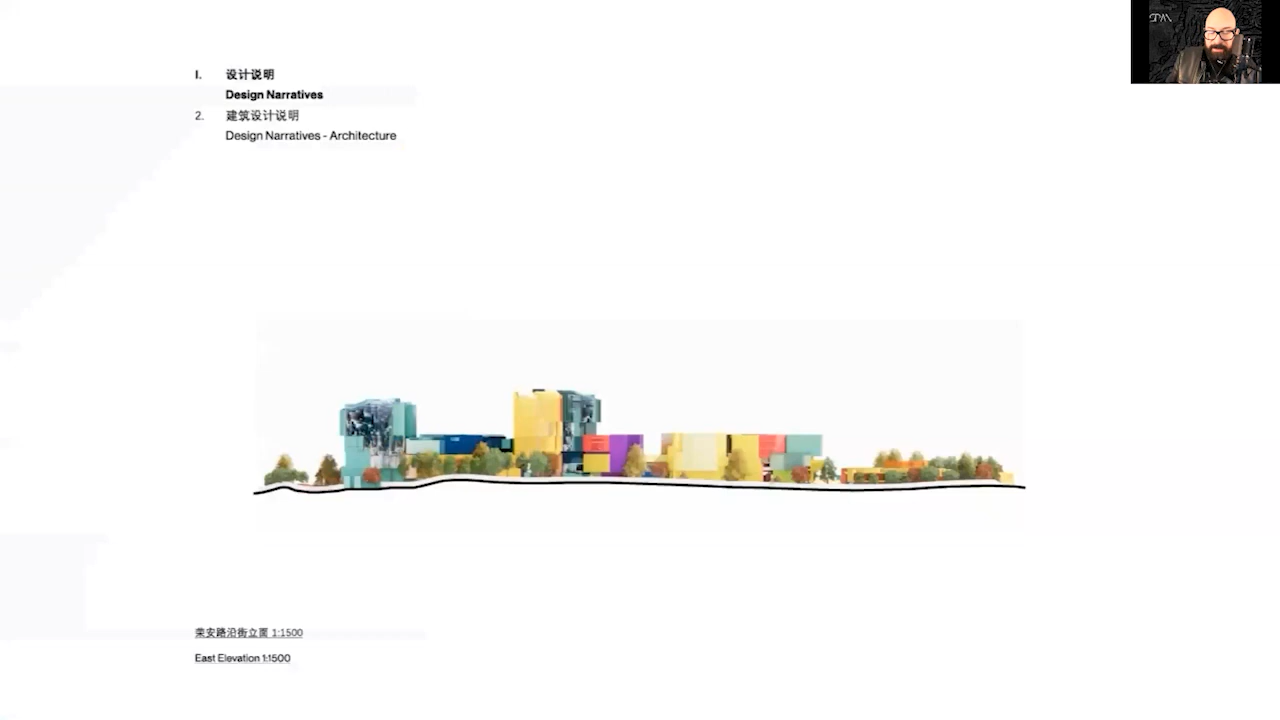 I. 设计说明
Design Narratives
2. 建筑设计说明
Design Narratives - Architecture
荣安路沿街立面 1:1500
East Elevation 1:1500